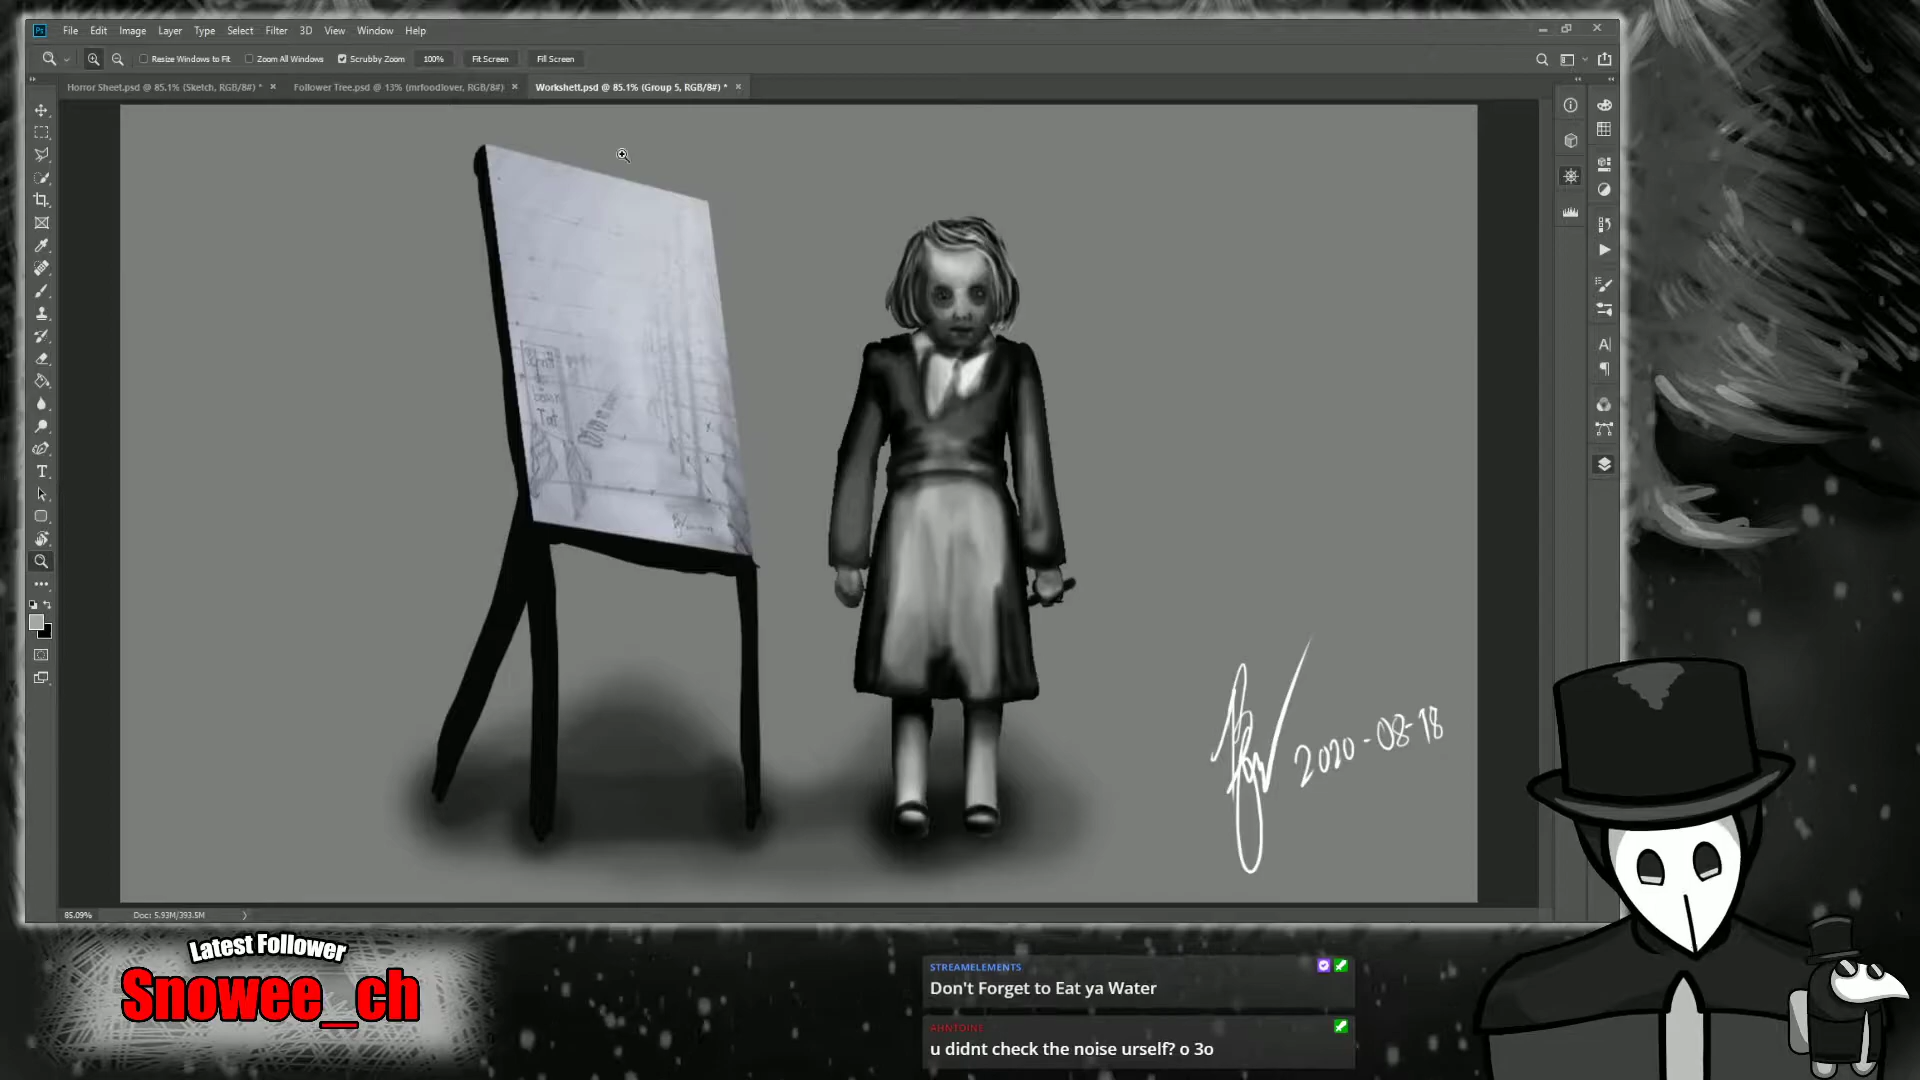 Ps File Edit Image Layer Type Select Filter 3D View Window Help
Resize Windows to Fit Zoom All Windows Scrubby Zoom 100% Fit Screen Fill Screen
Horror Sheet.psd @ 85.1% (Sketch, RGB/8#) * Follower Tree.psd @ 13% (mrfoodlover, RGB/8#) Workshett.psd @ 85.1% (Group 5, RGB/8#) *
2020-08-18
85.09% Doc: 5.93M/393.5M
Latest Follower
Snowee_ch
STREAMELEMENTS
Don't Forget to Eat ya Water
AHNTOINE
u didnt check the noise urself? o 3o